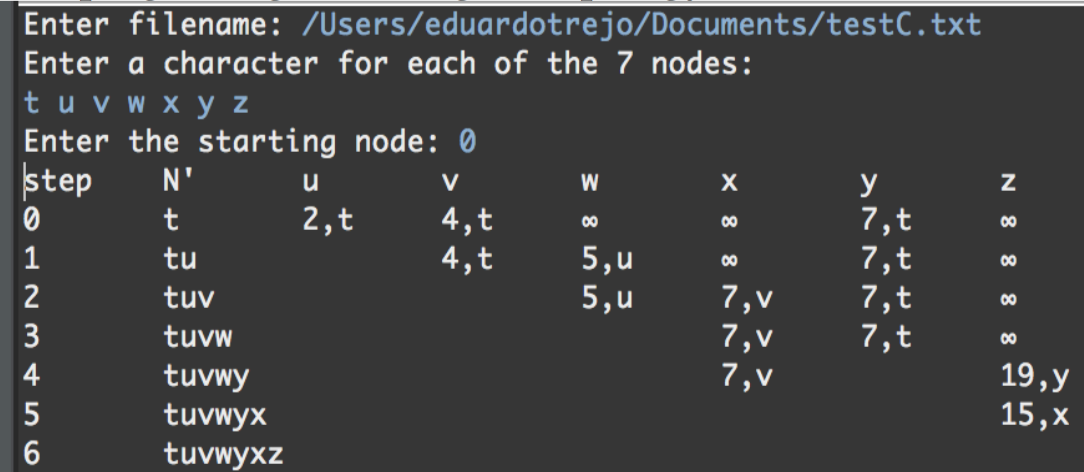 Enter filename: /Users/eduardotrejo/Documents/testC.txt
Enter a character for each of the 7 nodes:
t u v w x y z
Enter the starting node: 0
step N' u v w x y z
0 t 2,t 4,t ∞ ∞ 7,t ∞
1 tu 4,t 5,u ∞ 7,t ∞
2 tuv 5,u 7,v 7,t ∞
3 tuvw 7,v 7,t ∞
4 tuvwy 7,v 19,y
5 tuvwyx 15,x
6 tuvwyxz